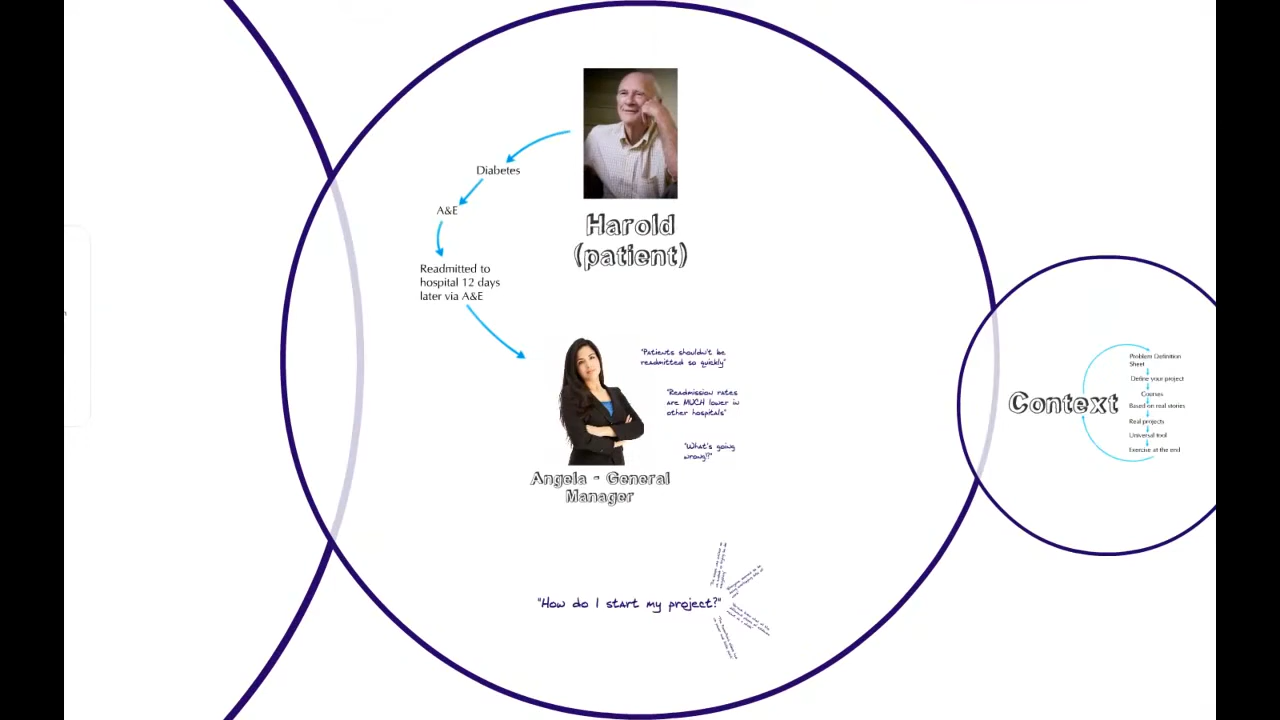 Harold
(patient)
Diabetes
A&E
Readmitted to
hospital 12 days
later via A&E
"Patients shouldn't be
readmitted so quickly"
"Readmission rates
are MUCH lower in
other hospitals"
"What's going
wrong?"
Angela - General
Manager
"How do I start my project?"
Context
Problem Definition
Sheet
Define your project
Courses
Based on real stories
Real projects
Universal tool
Exercise at the end